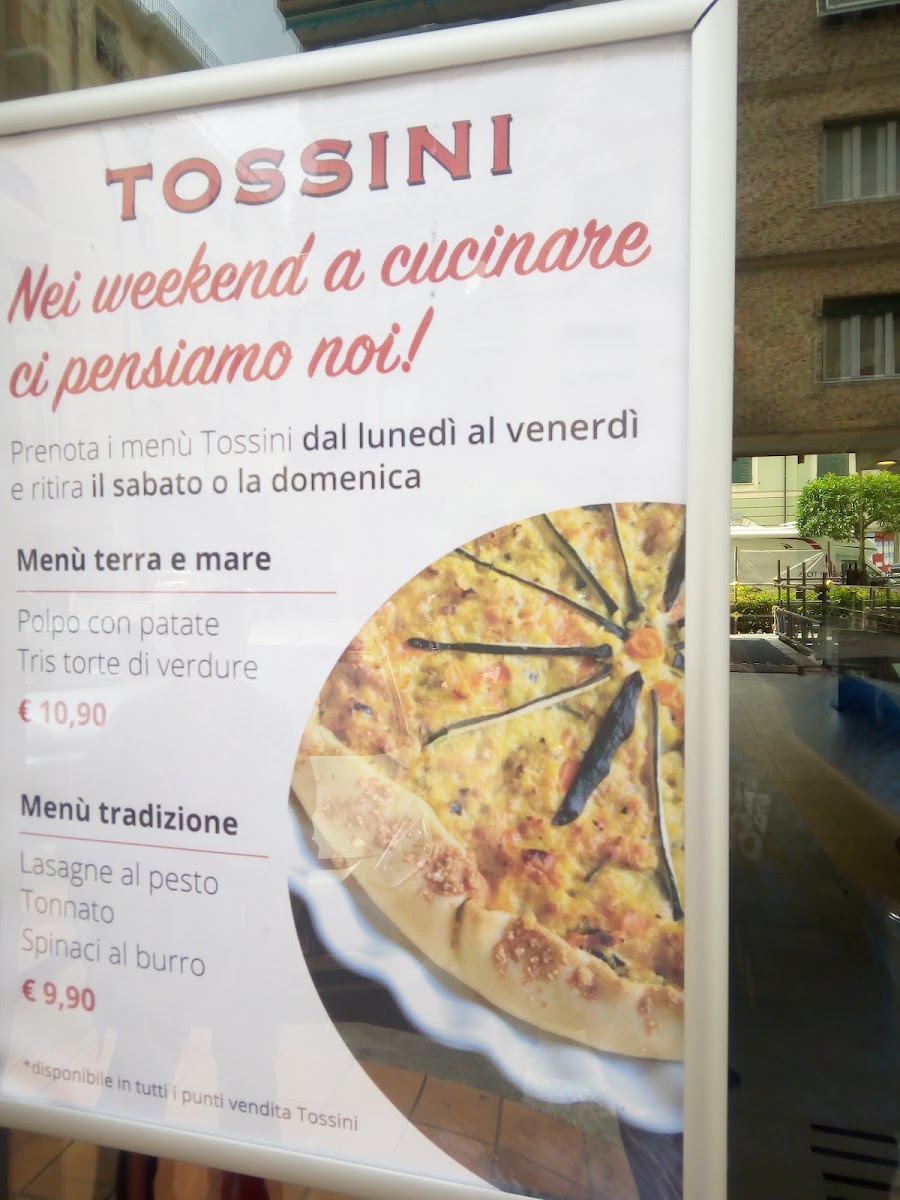 TOSSINI
Nei weekend a cucinare
ci pensiamo noi!
Prenota i menù Tossini dal lunedì al venerdì
e ritira il sabato o la domenica
Menù terra e mare
Polpo con patate
Tris torte di verdure
€ 10,90
Menù tradizione
Lasagne al pesto
Tonnato
Spinaci al burro
€ 9,90
*disponibile in tutti i punti vendita Tossini